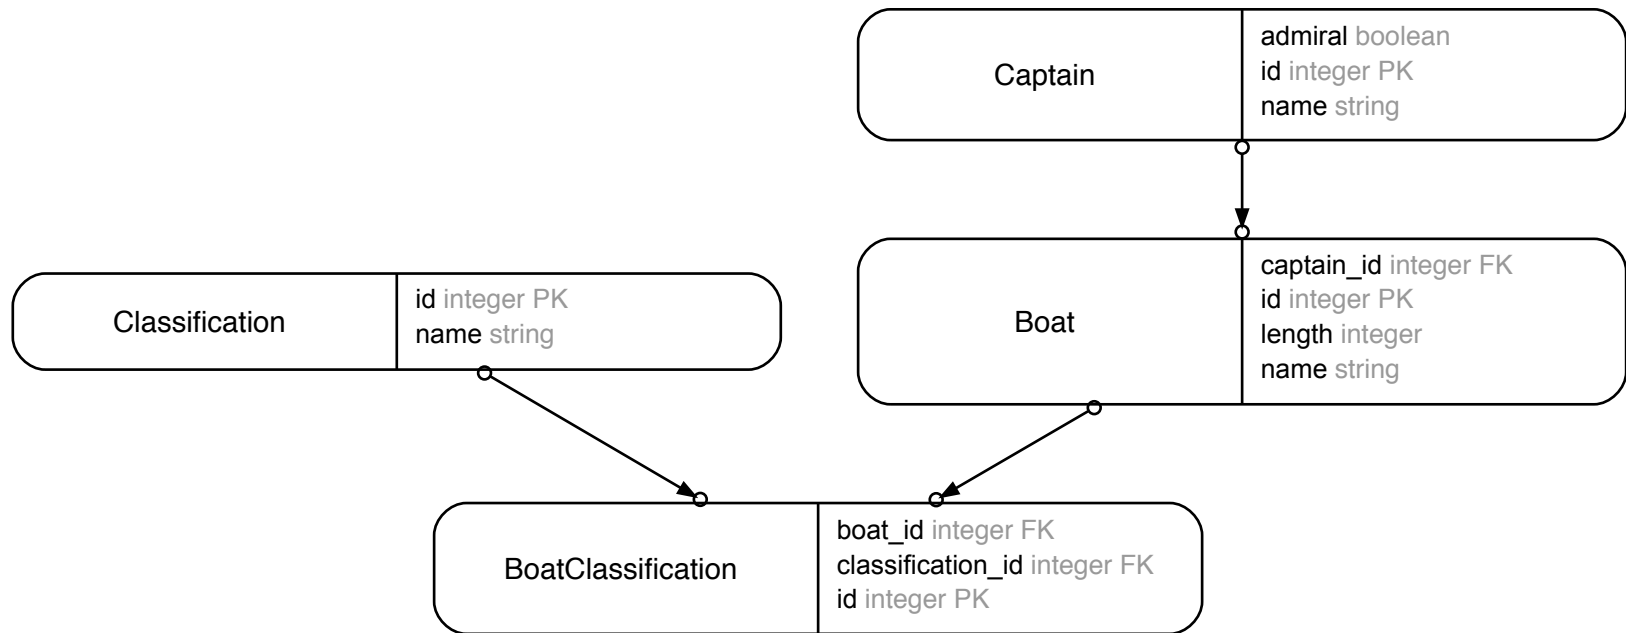 Captain
admiral boolean
id integer PK
name string
Classification
id integer PK
name string
Boat
captain_id integer FK
id integer PK
length integer
name string
BoatClassification
boat_id integer FK
classification_id integer FK
id integer PK